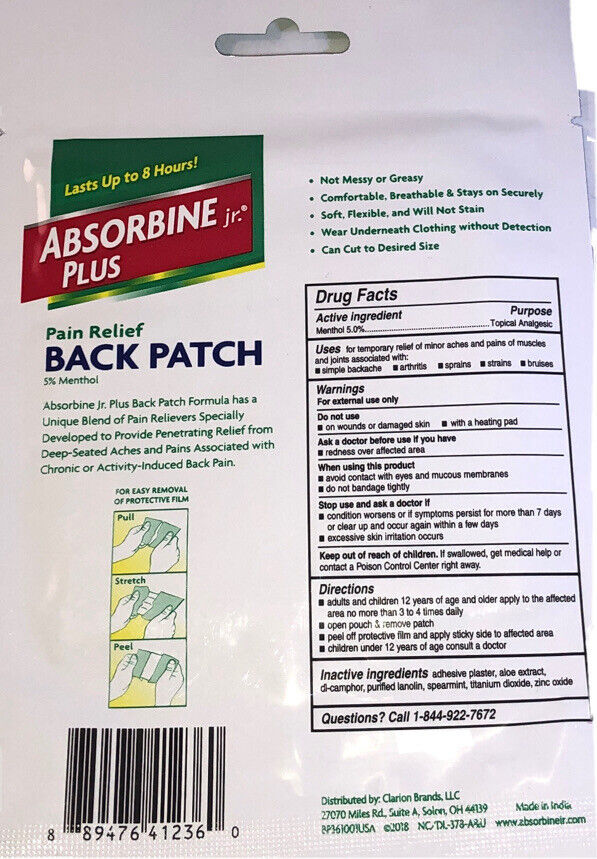 Lasts Up to 8 Hours!
ABSORBINE jr.®
PLUS
Pain Relief
BACK PATCH
5% Menthol
Absorbine Jr. Plus Back Patch Formula has a
Unique Blend of Pain Relievers Specially
Developed to Provide Penetrating Relief from
Deep-Seated Aches and Pains Associated with
Chronic or Activity-Induced Back Pain.
FOR EASY REMOVAL
OF PROTECTIVE FILM
Pull
Stretch
Peel
8 89476 41236 0
• Not Messy or Greasy
• Comfortable, Breathable & Stays on Securely
• Soft, Flexible, and Will Not Stain
• Wear Underneath Clothing without Detection
• Can Cut to Desired Size
Drug Facts
Active ingredient Purpose
Menthol 5.0%.......................................Topical Analgesic
Uses for temporary relief of minor aches and pains of muscles
and joints associated with:
■ simple backache ■ arthritis ■ sprains ■ strains ■ bruises
Warnings
For external use only
Do not use
■ on wounds or damaged skin ■ with a heating pad
Ask a doctor before use if you have
■ redness over affected area
When using this product
■ avoid contact with eyes and mucous membranes
■ do not bandage tightly
Stop use and ask a doctor if
■ condition worsens or if symptoms persist for more than 7 days
or clear up and occur again within a few days
■ excessive skin irritation occurs
Keep out of reach of children. If swallowed, get medical help or
contact a Poison Control Center right away.
Directions
■ adults and children 12 years of age and older apply to the affected
area no more than 3 to 4 times daily
■ open pouch & remove patch
■ peel off protective film and apply sticky side to affected area
■ children under 12 years of age consult a doctor
Inactive ingredients adhesive plaster, aloe extract,
dl-camphor, purified lanolin, spearmint, titanium dioxide, zinc oxide
Questions? Call 1-844-922-7672
Distributed by: Clarion Brands, LLC
27070 Miles Rd., Suite A, Solon, OH 44139 Made in India
BP361001USA ©2018 NC/TX-378-A&U www.absorbinejr.com